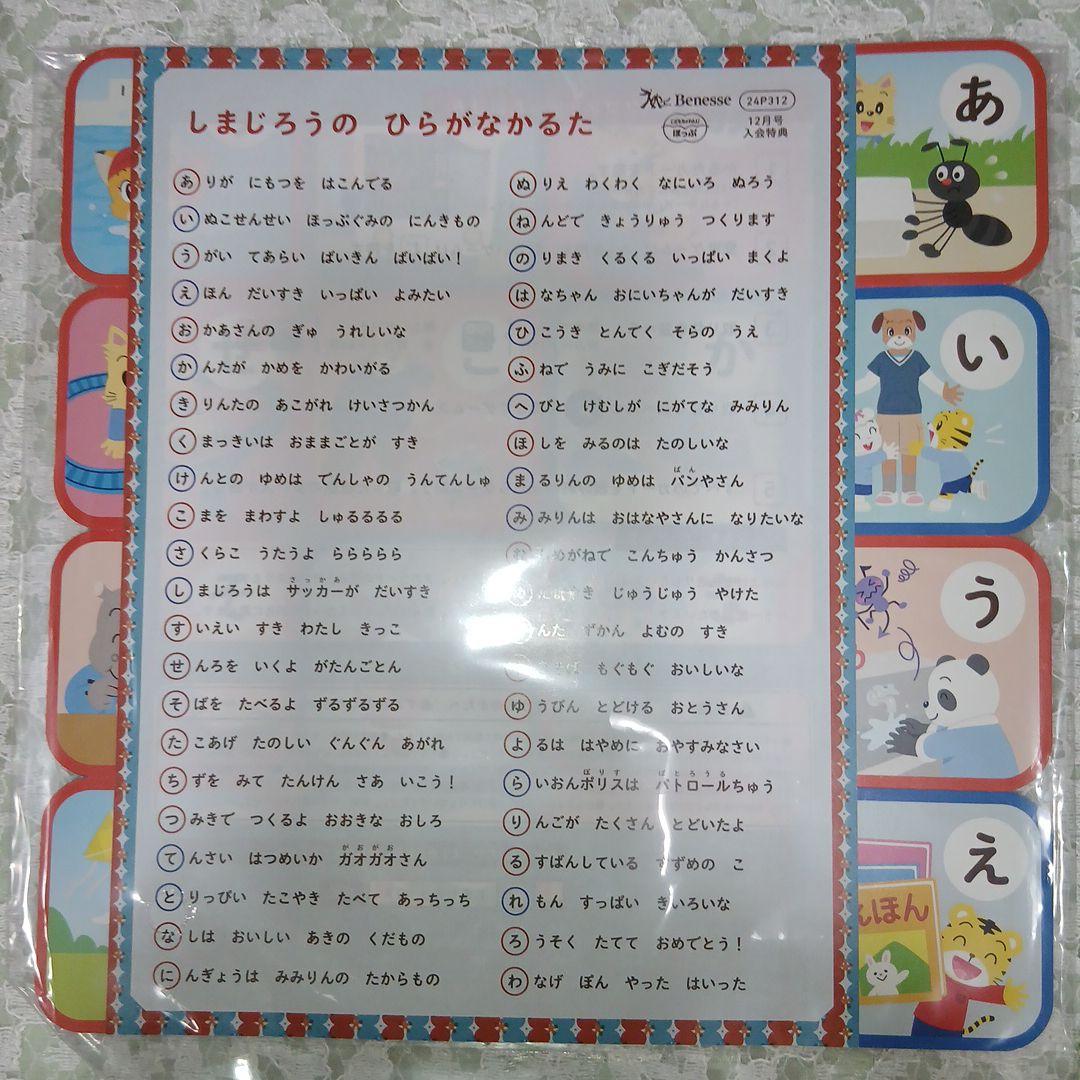 Benesse 24P312
ほっぷ
12月号
入会特典
しまじろうの ひらがなかるた
ありが にもつを はこんでる
いぬこせんせい ほっぷぐみの にんきもの
うがい てあらい ばいきん ばいばい！
えほん だいすき いっぱい よみたい
おかあさんの ぎゅ うれしいな
かんたが かめを かわいがる
きりんたの あこがれ けいさつかん
くまっきいは おままごとが すき
けんとの ゆめは でんしゃの うんてんしゅ
こまを まわすよ しゅるるるる
さくらこ うたうよ らららららら
さっかあ
しまじろうは サッカーが だいすき
すいえい すき わたし きっこ
せんろを いくよ がたんごとん
そばを たべるよ ずるずるずる
たこあげ たのしい ぐんぐん あがれ
ちずを みて たんけん さあ いこう！
つみきで つくるよ おおきな おしろ
がおがお
てんさい はつめいか ガオガオさん
とりっぴい たこやき たべて あっちっち
なしは おいしい あきの くだもの
にんぎょうは みみりんの たからもの
ぬりえ わくわく なにいろ ぬろう
ねんどで きょうりゅう つくります
のりまき くるくる いっぱい まくよ
はなちゃん おにいちゃんが だいすき
ひこうき とんでく そらの うえ
ふねで うみに こぎだそう
へびと けむしが にがてな みみりん
ほしを みるのは たのしいな
ぱん
まるりんの ゆめは パンやさん
みみりんは おはなやさんに なりたいな
めがねで こんちゅう かんさつ
じゅうじゅう やけた
ずかん よむの すき
もぐもぐ おいしいな
ゆうびん とどける おとうさん
よるは はやめに おやすみなさい
ぽりす ぱとろうる
らいおんポリスは パトロールちゅう
りんごが たくさん とどいたよ
るすばんしている すずめの こ
れもん すっぱい きいろいな
ろうそく たてて おめでとう！
わなげ ぽん やった はいった
あ
い
う
え
えほん